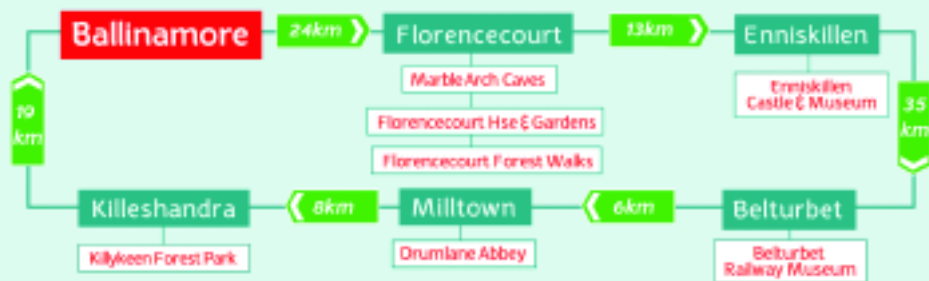 Ballinamore
24km
Florencecourt
13km
Enniskillen
Marble Arch Caves
Florencecourt Hse & Gardens
Florencecourt Forest Walks
Enniskillen
Castle & Museum
35
km
Belturbet
Belturbet
Railway Museum
6km
Milltown
Drumlane Abbey
8km
Killeshandra
Killykeen Forest Park
19
km